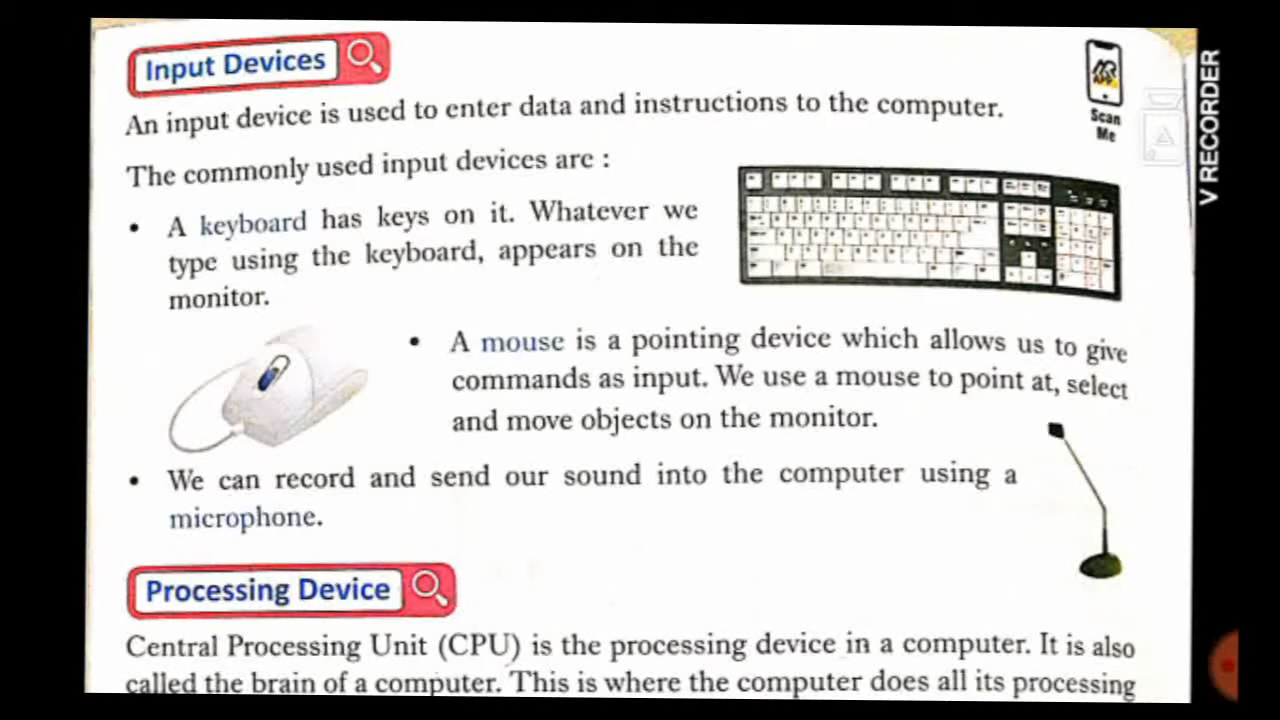 Input Devices
An input device is used to enter data and instructions to the computer.
The commonly used input devices are :
• A keyboard has keys on it. Whatever we
type using the keyboard, appears on the
monitor.
• A mouse is a pointing device which allows us to give
commands as input. We use a mouse to point at, select
and move objects on the monitor.
• We can record and send our sound into the computer using a
microphone.
Processing Device
Central Processing Unit (CPU) is the processing device in a computer. It is also
called the brain of a computer. This is where the computer does all its processing
Scan
Me
V RECORDER